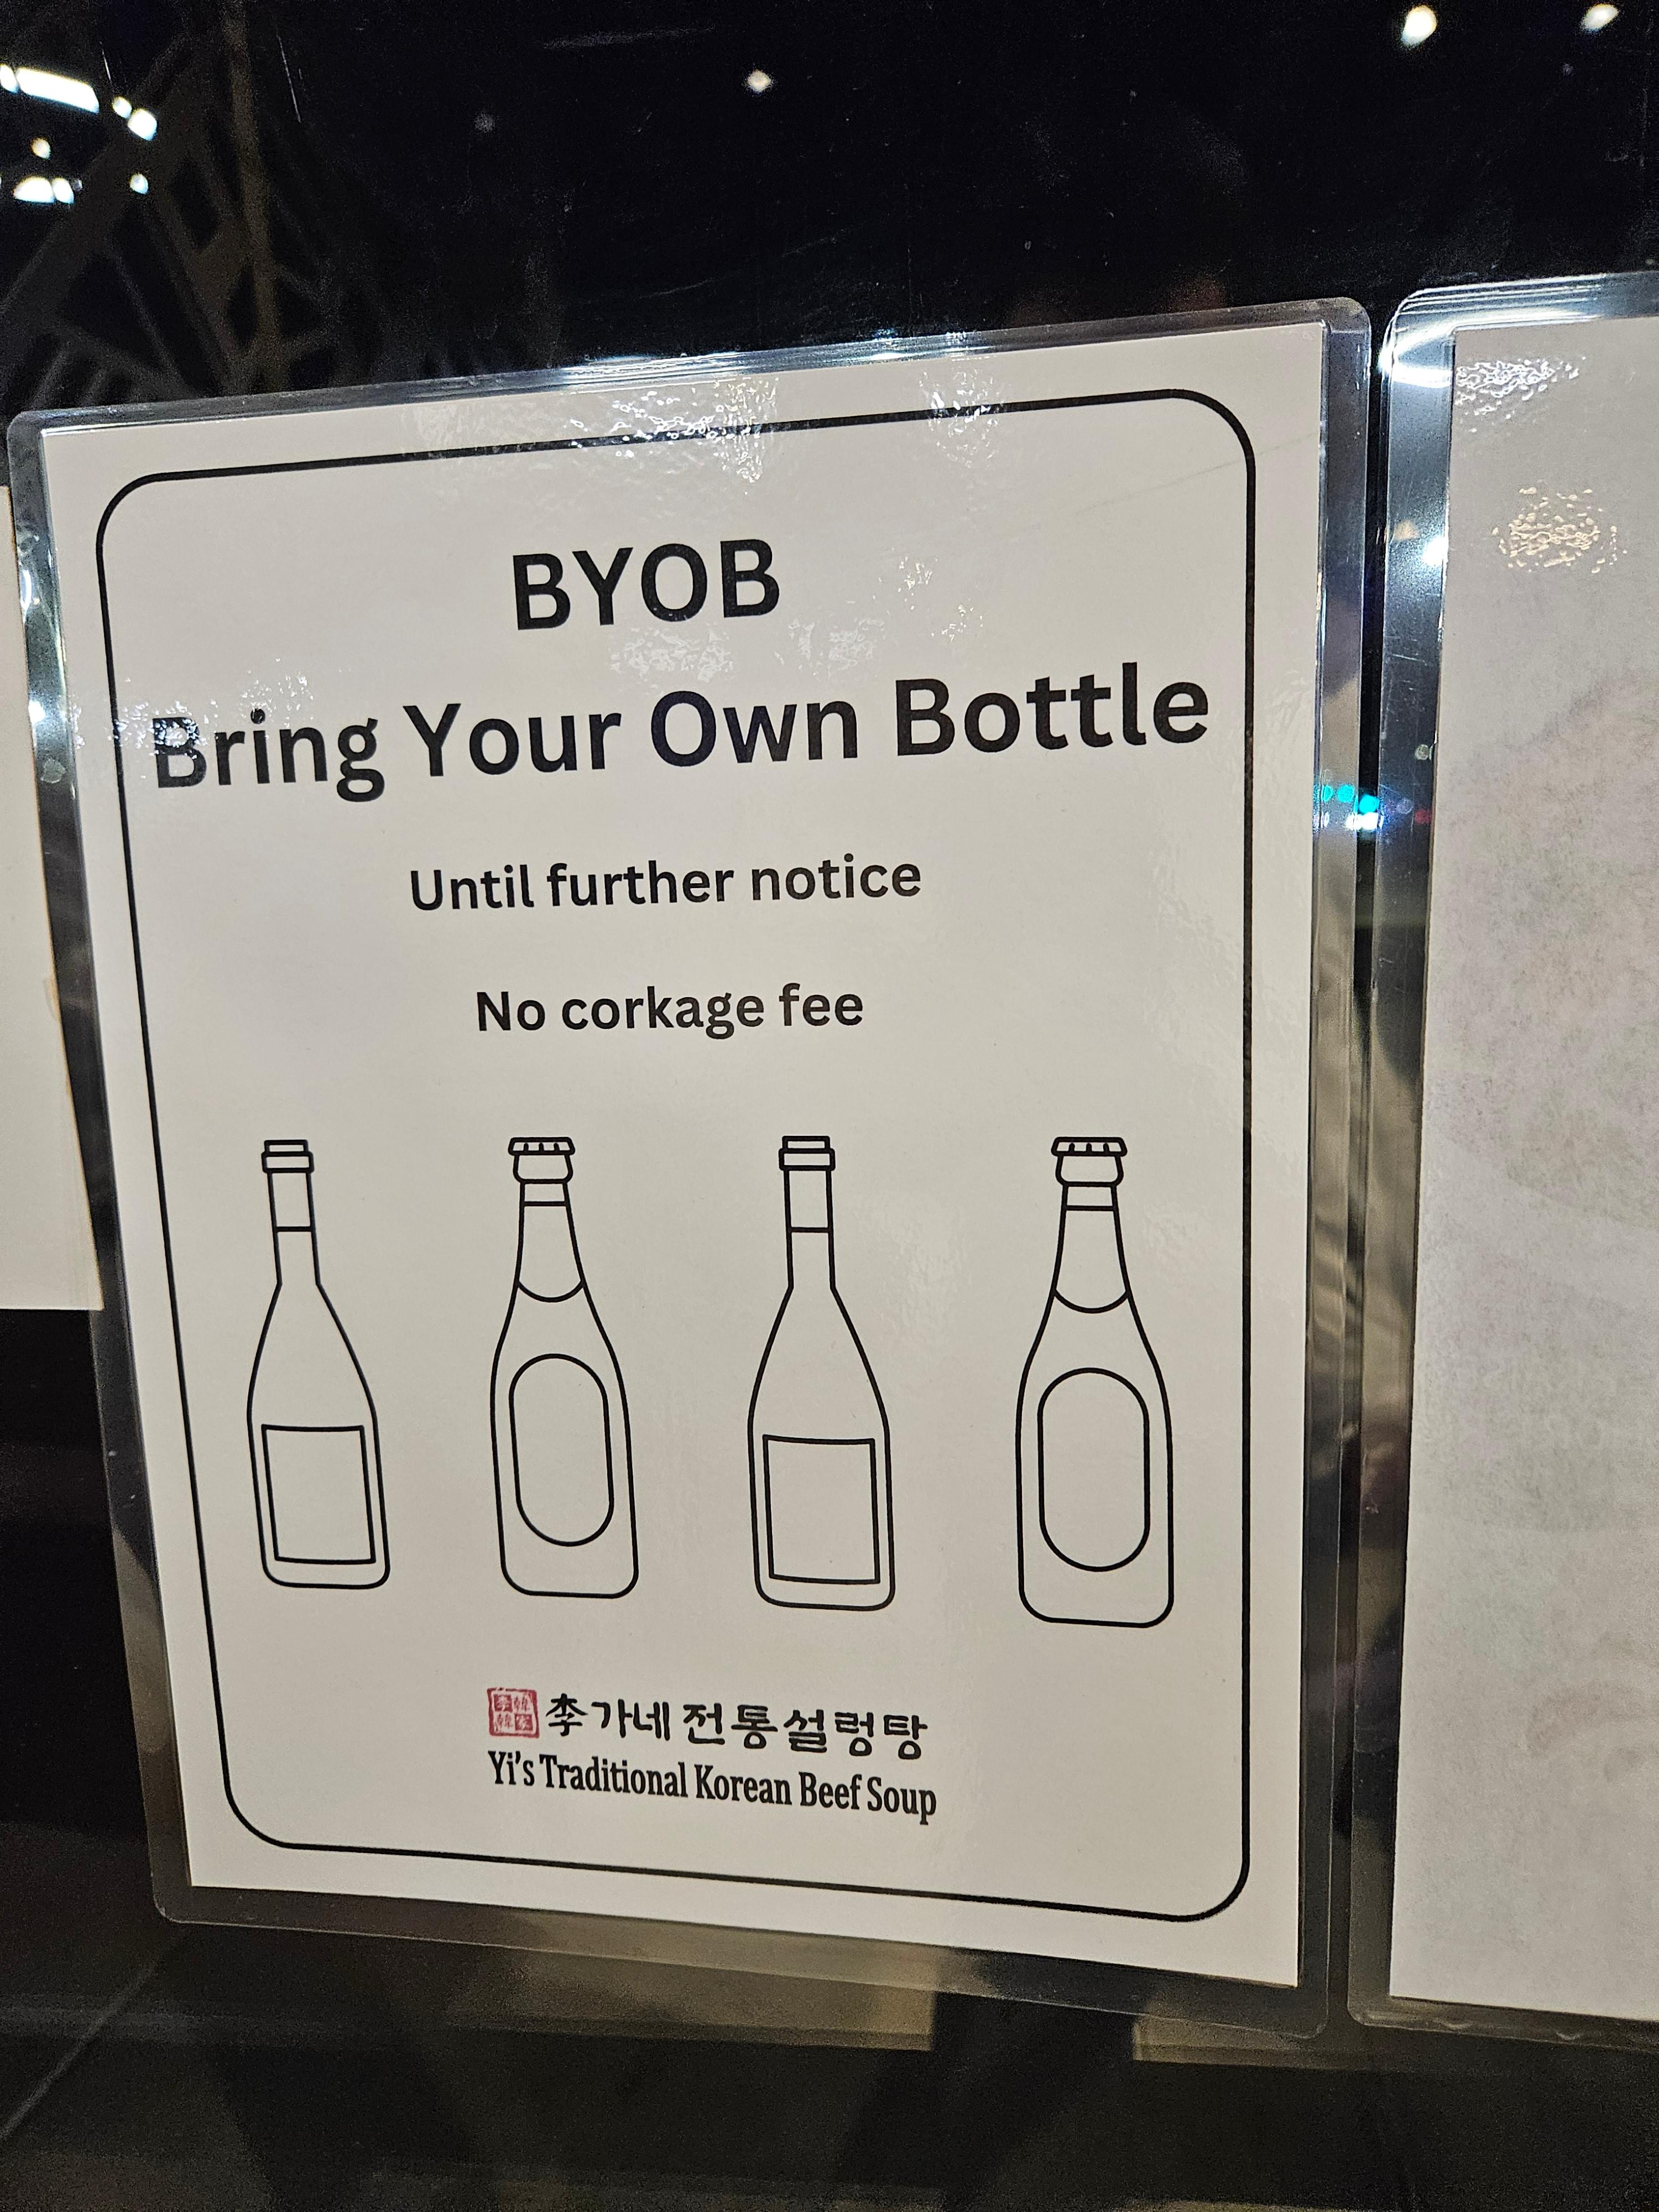 BYOB
Bring Your Own Bottle
Until further notice
No corkage fee
李가네전통설렁탕
Yi's Traditional Korean Beef Soup